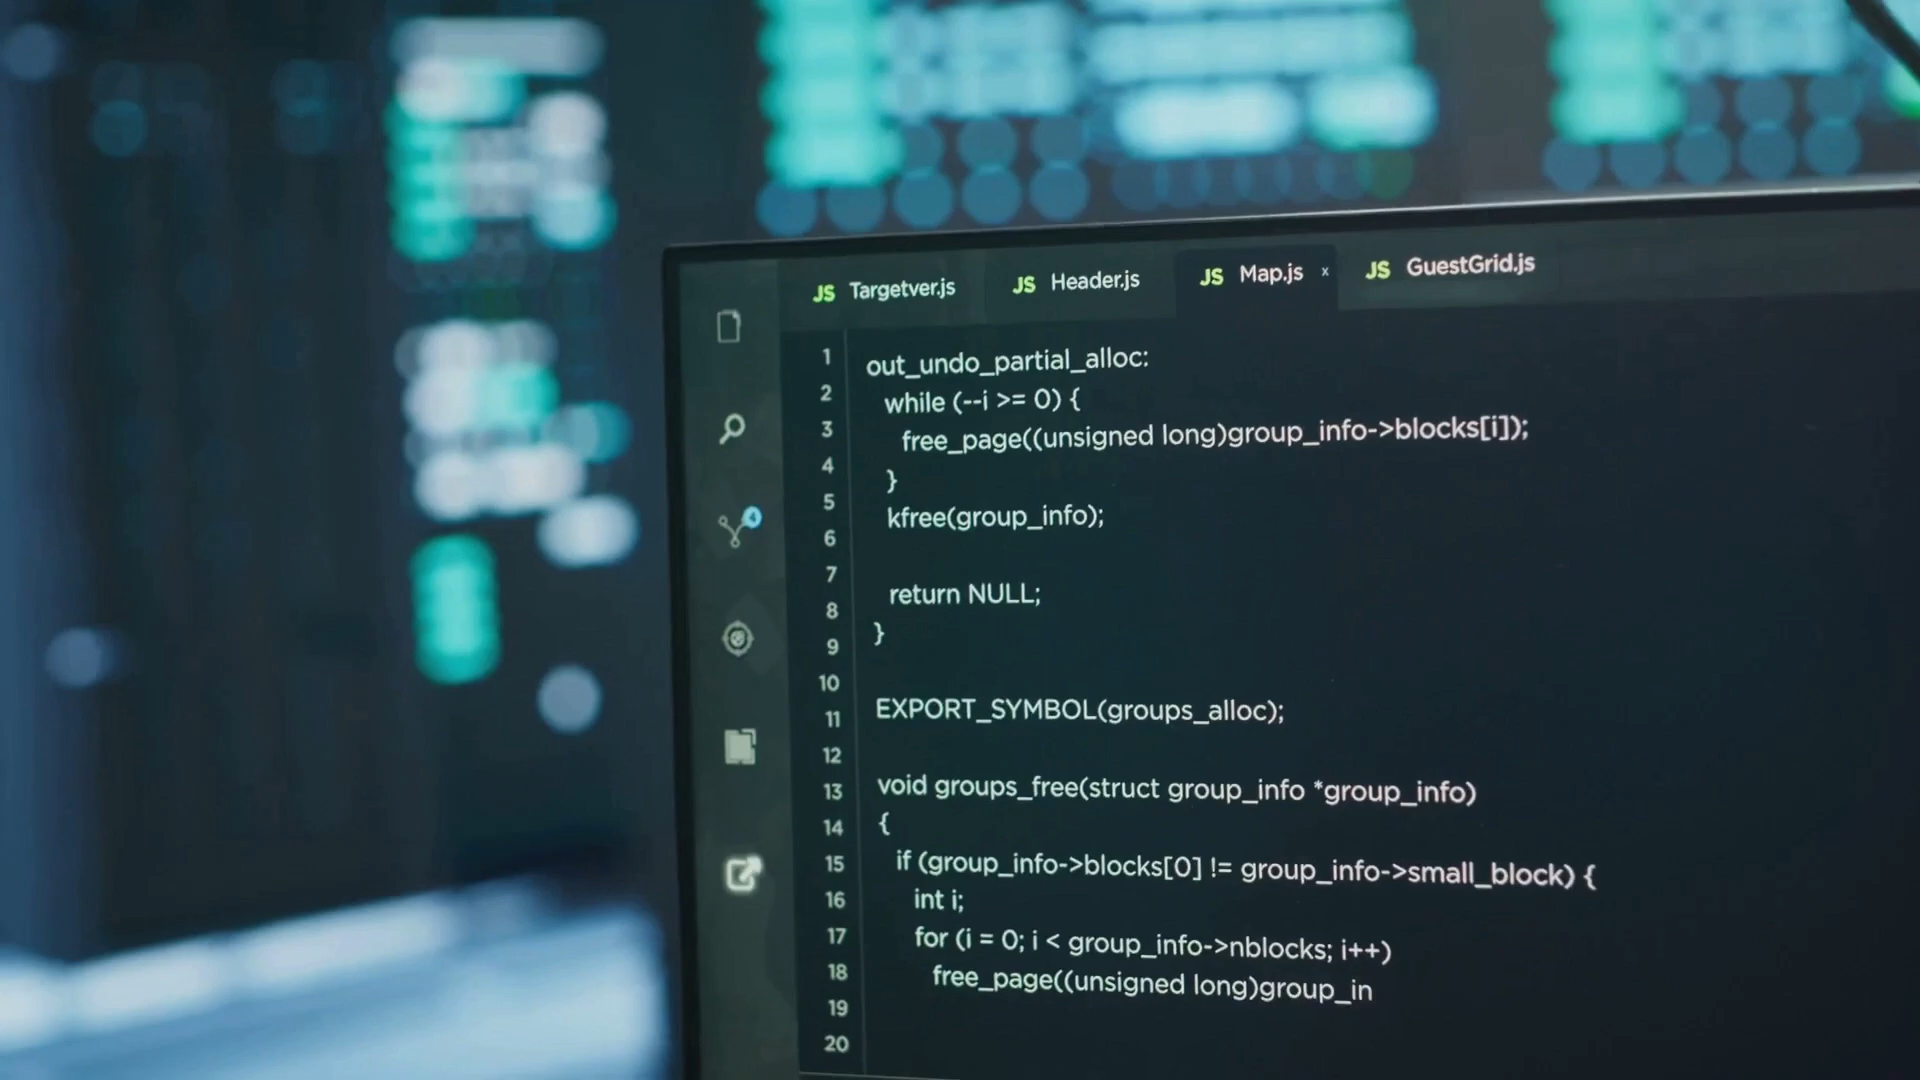 JS Targetver.js JS Header.js JS Map.js x JS GuestGrid.js
4
1 out_undo_partial_alloc:
2 while (--i >= 0) {
3 free_page((unsigned long)group_info->blocks[i]);
4 }
5 kfree(group_info);
6
7 return NULL;
8 }
9
10
11 EXPORT_SYMBOL(groups_alloc);
12
13 void groups_free(struct group_info *group_info)
14 {
15 if (group_info->blocks[0] != group_info->small_block) {
16 int i;
17 for (i = 0; i < group_info->nblocks; i++)
18 free_page((unsigned long)group_in
19
20